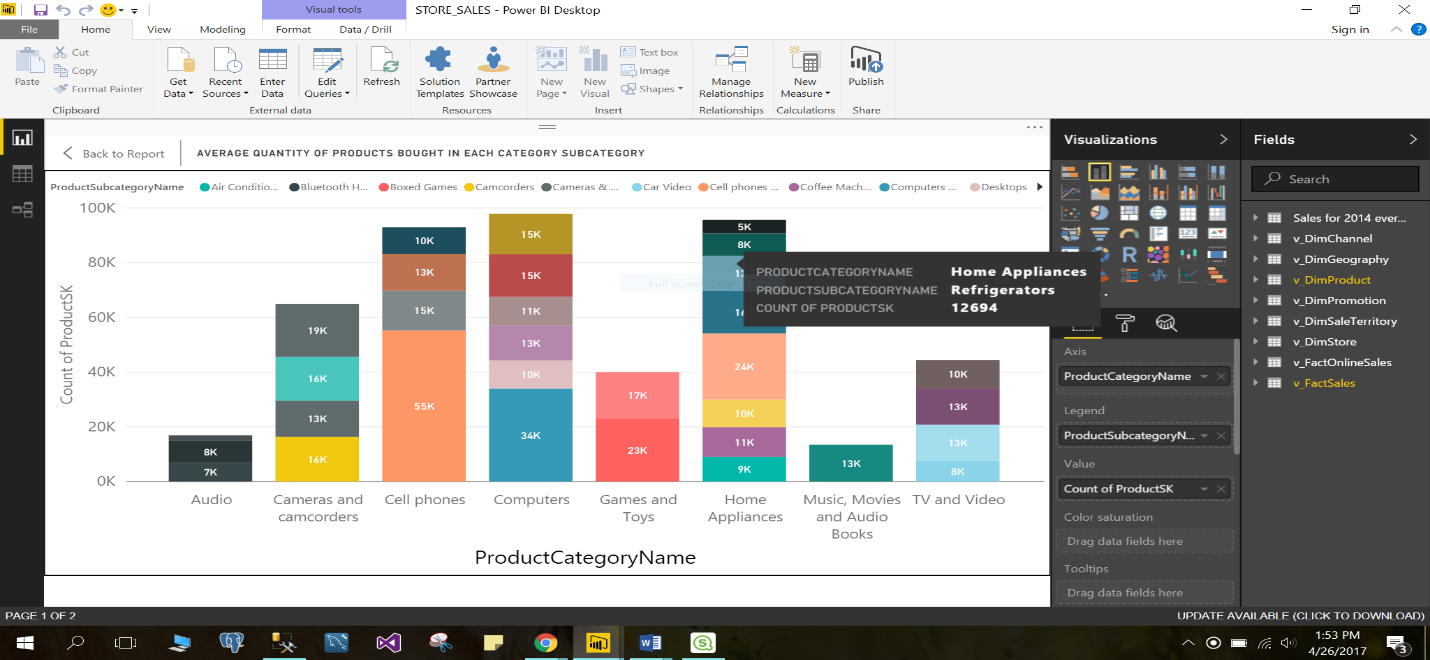 Visual tools
STORE_SALES - Power BI Desktop
File
Home
View
Modeling
Format
Data / Drill
Sign in
?
Paste
Cut
Copy
Format Painter
Clipboard
Get Data
Recent Sources
Enter Data
Edit Queries
Refresh
External data
Solution Templates
Partner Showcase
Resources
New Page
New Visual
Text box
Image
Shapes
Insert
Manage Relationships
Relationships
New Measure
Calculations
Publish
Share
Back to Report
AVERAGE QUANTITY OF PRODUCTS BOUGHT IN EACH CATEGORY SUBCATEGORY
ProductSubcategoryName Air Conditio... Bluetooth H... Boxed Games Camcorders Cameras & ... Car Video Cell phones ... Coffee Mach... Computers ... Desktops
Count of ProductSK
100K
80K
60K
40K
20K
0K
8K
7K
19K
16K
13K
16K
10K
13K
15K
55K
15K
15K
11K
13K
10K
34K
17K
23K
5K
8K
24K
10K
11K
9K
13K
10K
13K
13K
8K
PRODUCTCATEGORYNAME Home Appliances
PRODUCTSUBCATEGORYNAME Refrigerators
COUNT OF PRODUCTSK 12694
Audio
Cameras and
camcorders
Cell phones
Computers
Games and
Toys
Home
Appliances
Music, Movies
and Audio
Books
TV and Video
ProductCategoryName
Visualizations
R
123
Axis
ProductCategoryName
Legend
ProductSubcategoryN...
Value
Count of ProductSK
Color saturation
Drag data fields here
Tooltips
Drag data fields here
Fields
Search
Sales for 2014 ever...
v_DimChannel
v_DimGeography
v_DimProduct
v_DimPromotion
v_DimSaleTerritory
v_DimStore
v_FactOnlineSales
v_FactSales
PAGE 1 OF 2
UPDATE AVAILABLE (CLICK TO DOWNLOAD)
1:53 PM
4/26/2017
3